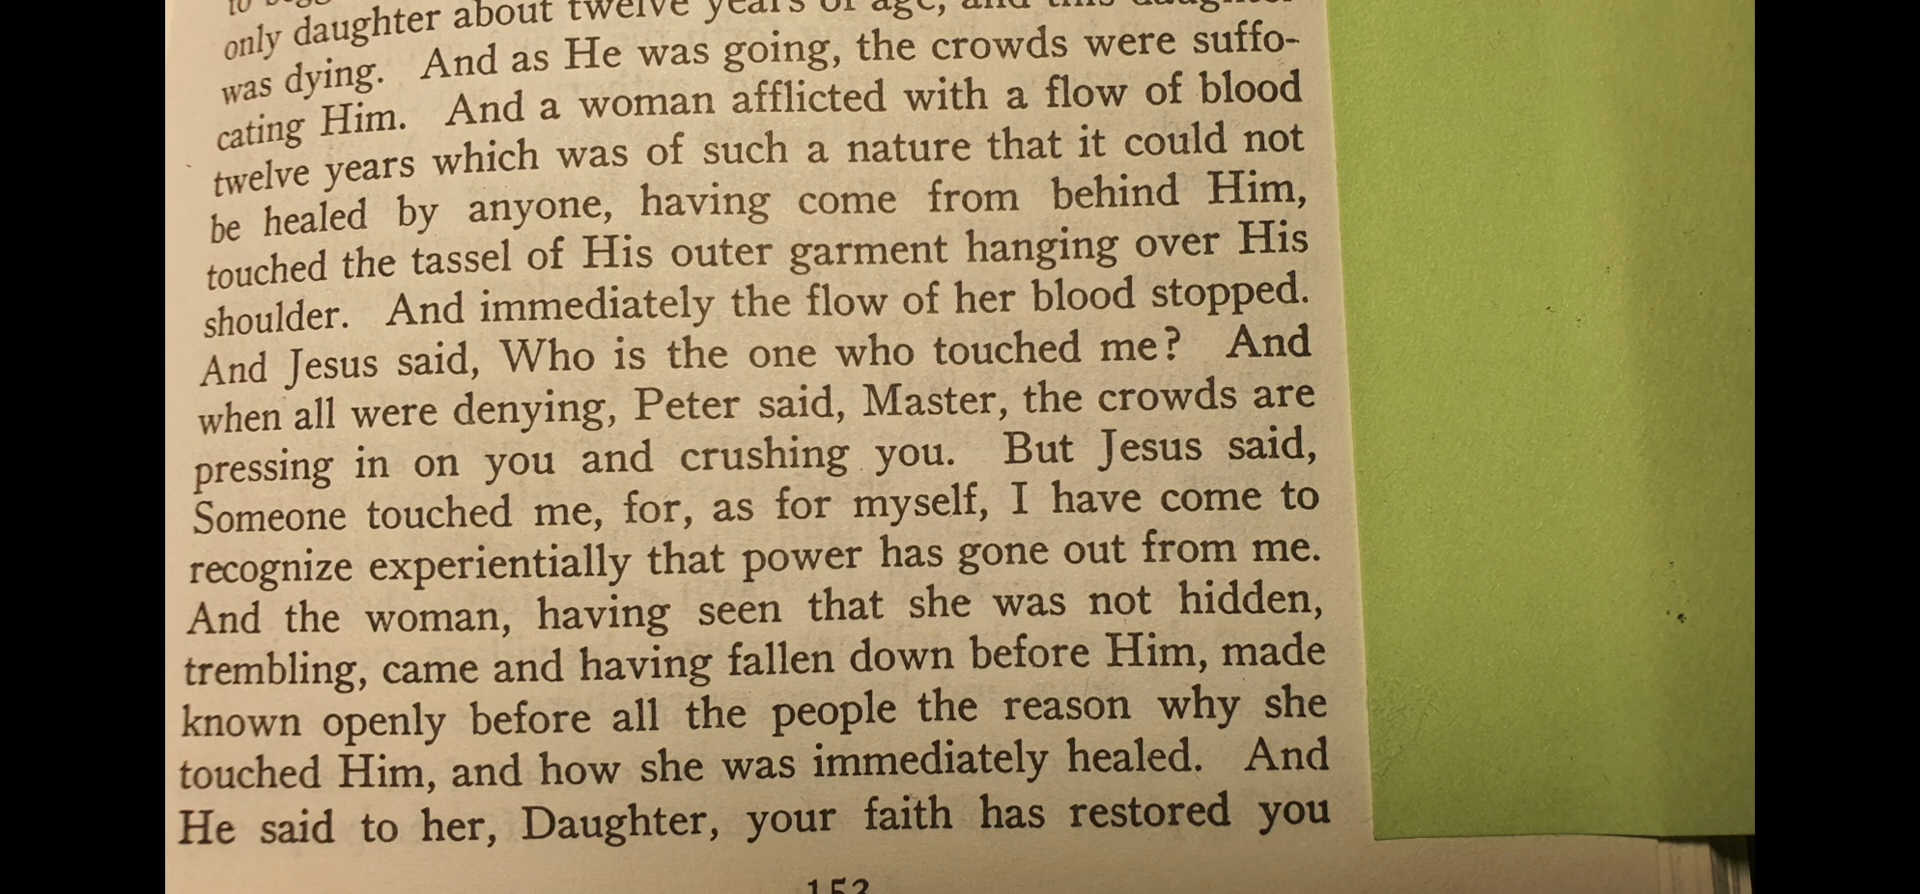 only daughter about twelve years of age, and this daughter
was dying. And as He was going, the crowds were suffo-
cating Him. And a woman afflicted with a flow of blood
twelve years which was of such a nature that it could not
be healed by anyone, having come from behind Him,
touched the tassel of His outer garment hanging over His
shoulder. And immediately the flow of her blood stopped.
And Jesus said, Who is the one who touched me? And
when all were denying, Peter said, Master, the crowds are
pressing in on you and crushing you. But Jesus said,
Someone touched me, for, as for myself, I have come to
recognize experientially that power has gone out from me.
And the woman, having seen that she was not hidden,
trembling, came and having fallen down before Him, made
known openly before all the people the reason why she
touched Him, and how she was immediately healed. And
He said to her, Daughter, your faith has restored you